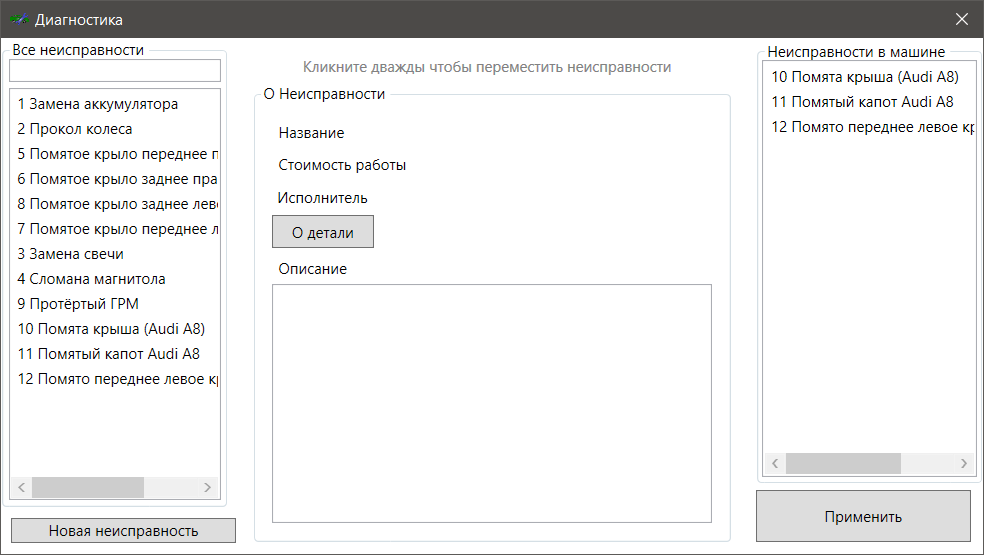 Диагностика
Все неисправности
1 Замена аккумулятора
2 Прокол колеса
5 Помятое крыло переднее п
6 Помятое крыло заднее пра
8 Помятое крыло заднее лев
7 Помятое крыло переднее л
3 Замена свечи
4 Сломана магнитола
9 Протёртый ГРМ
10 Помята крыша (Audi A8)
11 Помятый капот Audi A8
12 Помято переднее левое кр
Новая неисправность
Кликните дважды чтобы переместить неисправности
О Неисправности
Название
Стоимость работы
Исполнитель
О детали
Описание
Неисправности в машине
10 Помята крыша (Audi A8)
11 Помятый капот Audi A8
12 Помято переднее левое кр
Применить